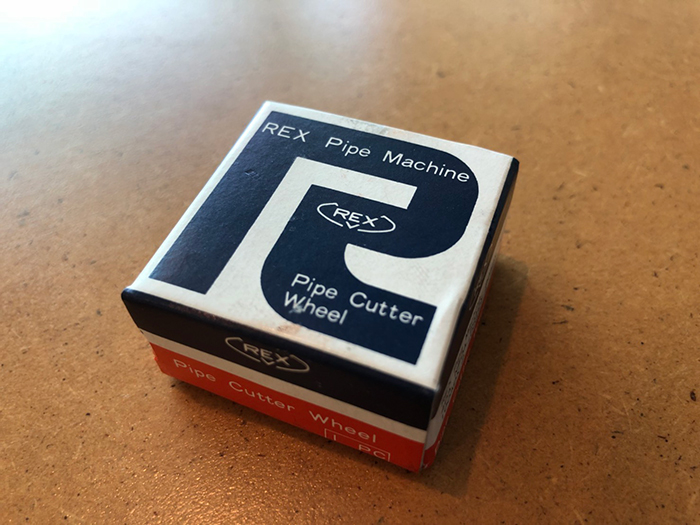 REX Pipe Machine
REX
Pipe Cutter
Wheel
REX
Pipe Cutter Wheel
1 PC